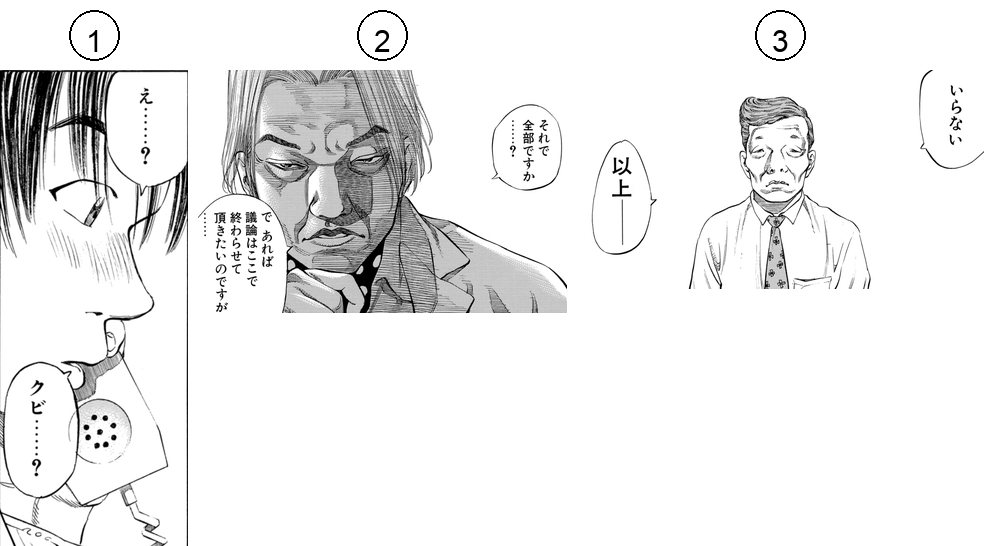 1
2
3
え……?
クビ……?
それで
全部ですか
……?
で あれば
議論はここで
終わらせて
頂きたいのですが
……
いらない
以上──